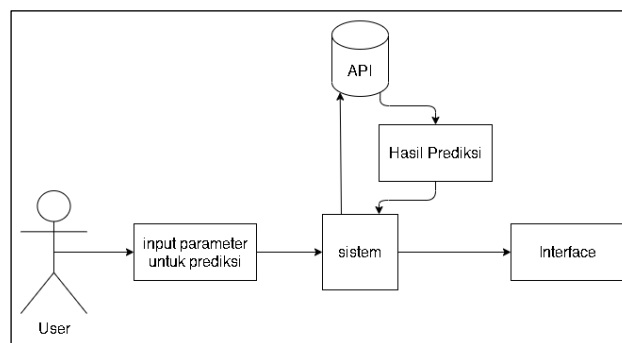 API
Hasil Prediksi
input parameter
untuk prediksi
sistem
Interface
User